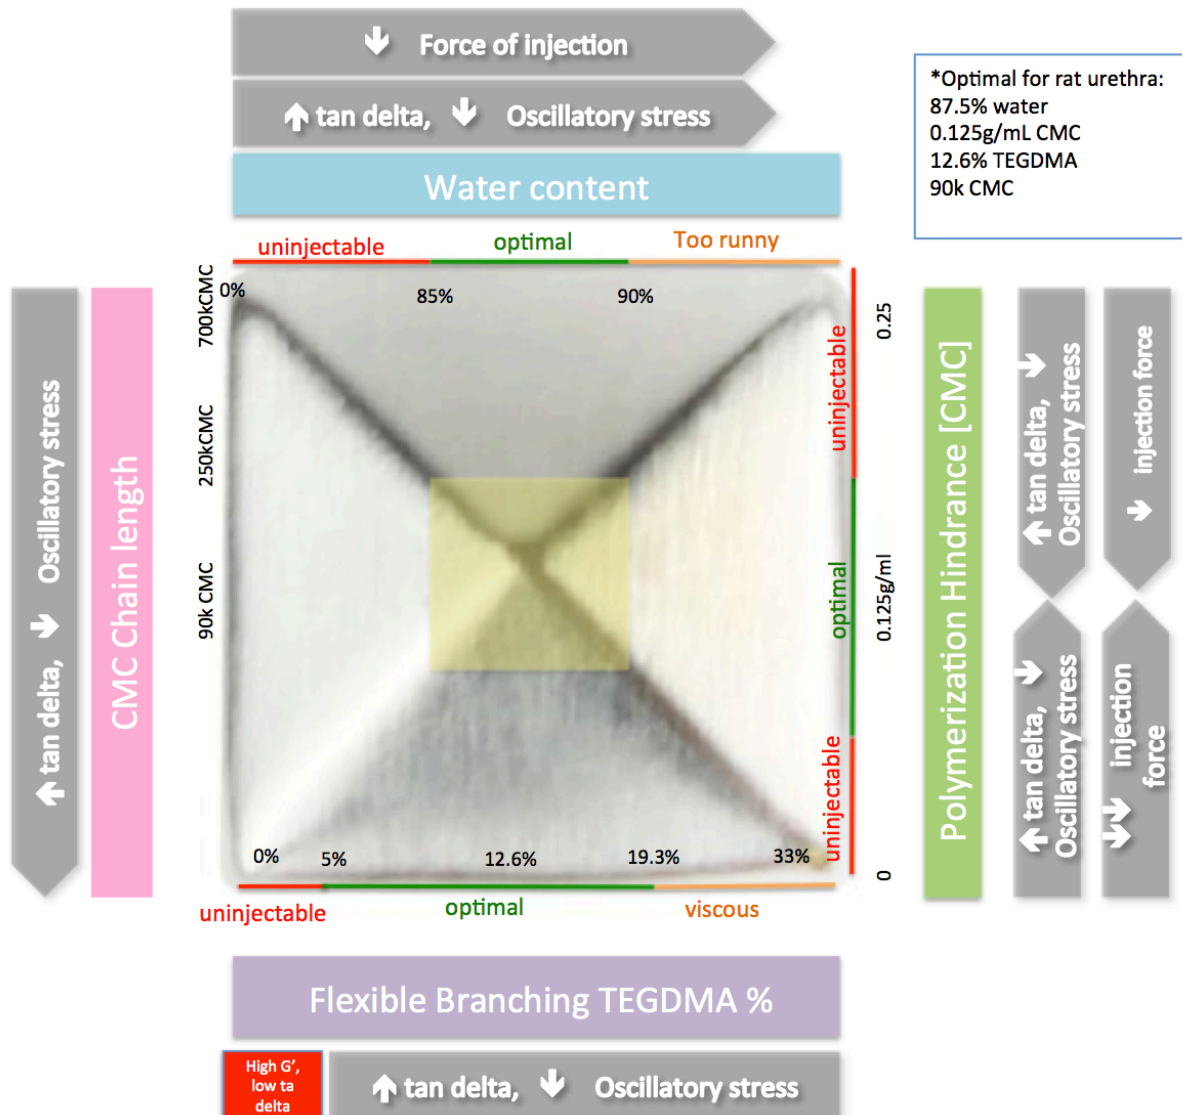 ↓ Force of injection
↑ tan delta, ↓ Oscillatory stress
Water content
*Optimal for rat urethra:
87.5% water
0.125g/mL CMC
12.6% TEGDMA
90k CMC
uninjectable
optimal
Too runny
0%
85%
90%
700kCMC
250kCMC
90k CMC
CMC Chain length
↑ tan delta, ↓ Oscillatory stress
uninjectable
optimal
uninjectable
0.25
0.125g/ml
0
Polymerization Hindrance [CMC]
↑ tan delta, ↓
Oscillatory stress
↓ injection force
↑ tan delta, ↓
Oscillatory stress
↓↓ injection
force
0%
5%
12.6%
19.3%
33%
uninjectable
optimal
viscous
Flexible Branching TEGDMA %
High G’,
low ta
delta
↑ tan delta, ↓ Oscillatory stress